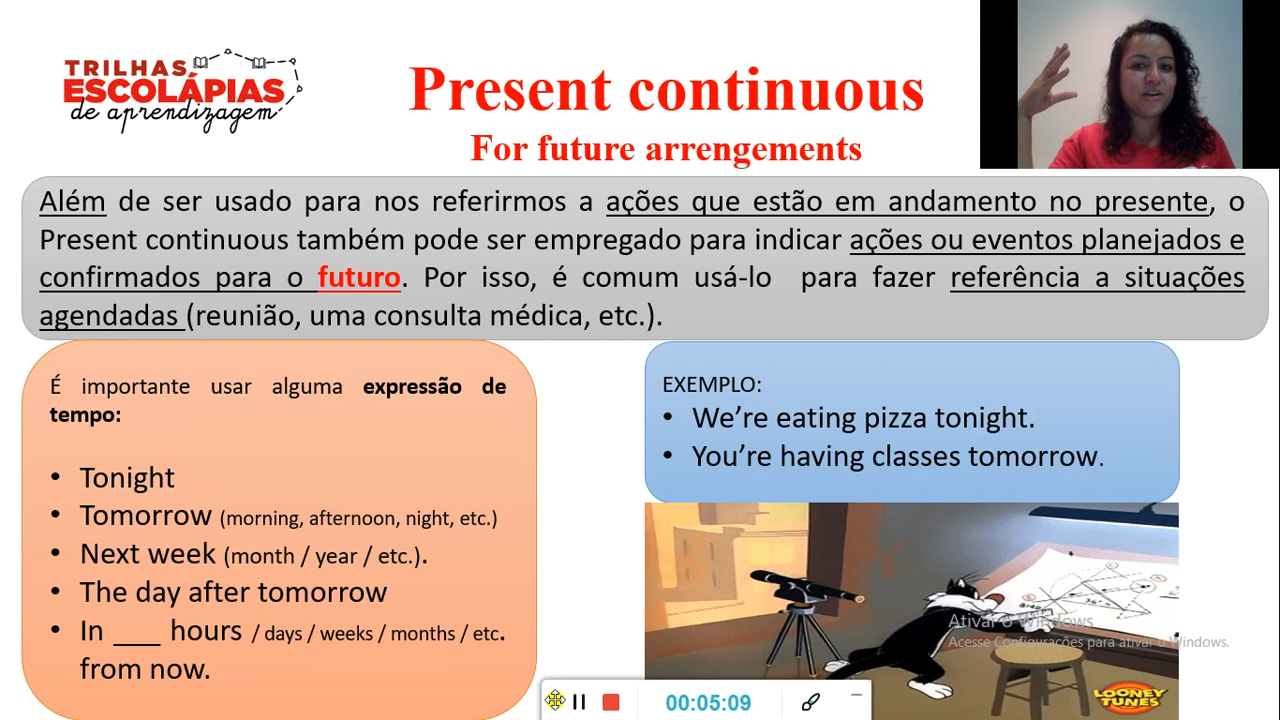 TRILHAS
ESCOLÁPIAS
de aprendizagem
Present continuous
For future arrengements
Além de ser usado para nos referirmos a ações que estão em andamento no presente, o
Present continuous também pode ser empregado para indicar ações ou eventos planejados e
confirmados para o futuro. Por isso, é comum usá-lo para fazer referência a situações
agendadas (reunião, uma consulta médica, etc.).
É importante usar alguma expressão de
tempo:
• Tonight
• Tomorrow (morning, afternoon, night, etc.)
• Next week (month / year / etc.).
• The day after tomorrow
• In ___ hours / days / weeks / months / etc.
from now.
EXEMPLO:
• We’re eating pizza tonight.
• You’re having classes tomorrow.
Ativar o Windows
Acesse Configurações para ativar o Windows.
LOONEY
TUNES
00:05:09